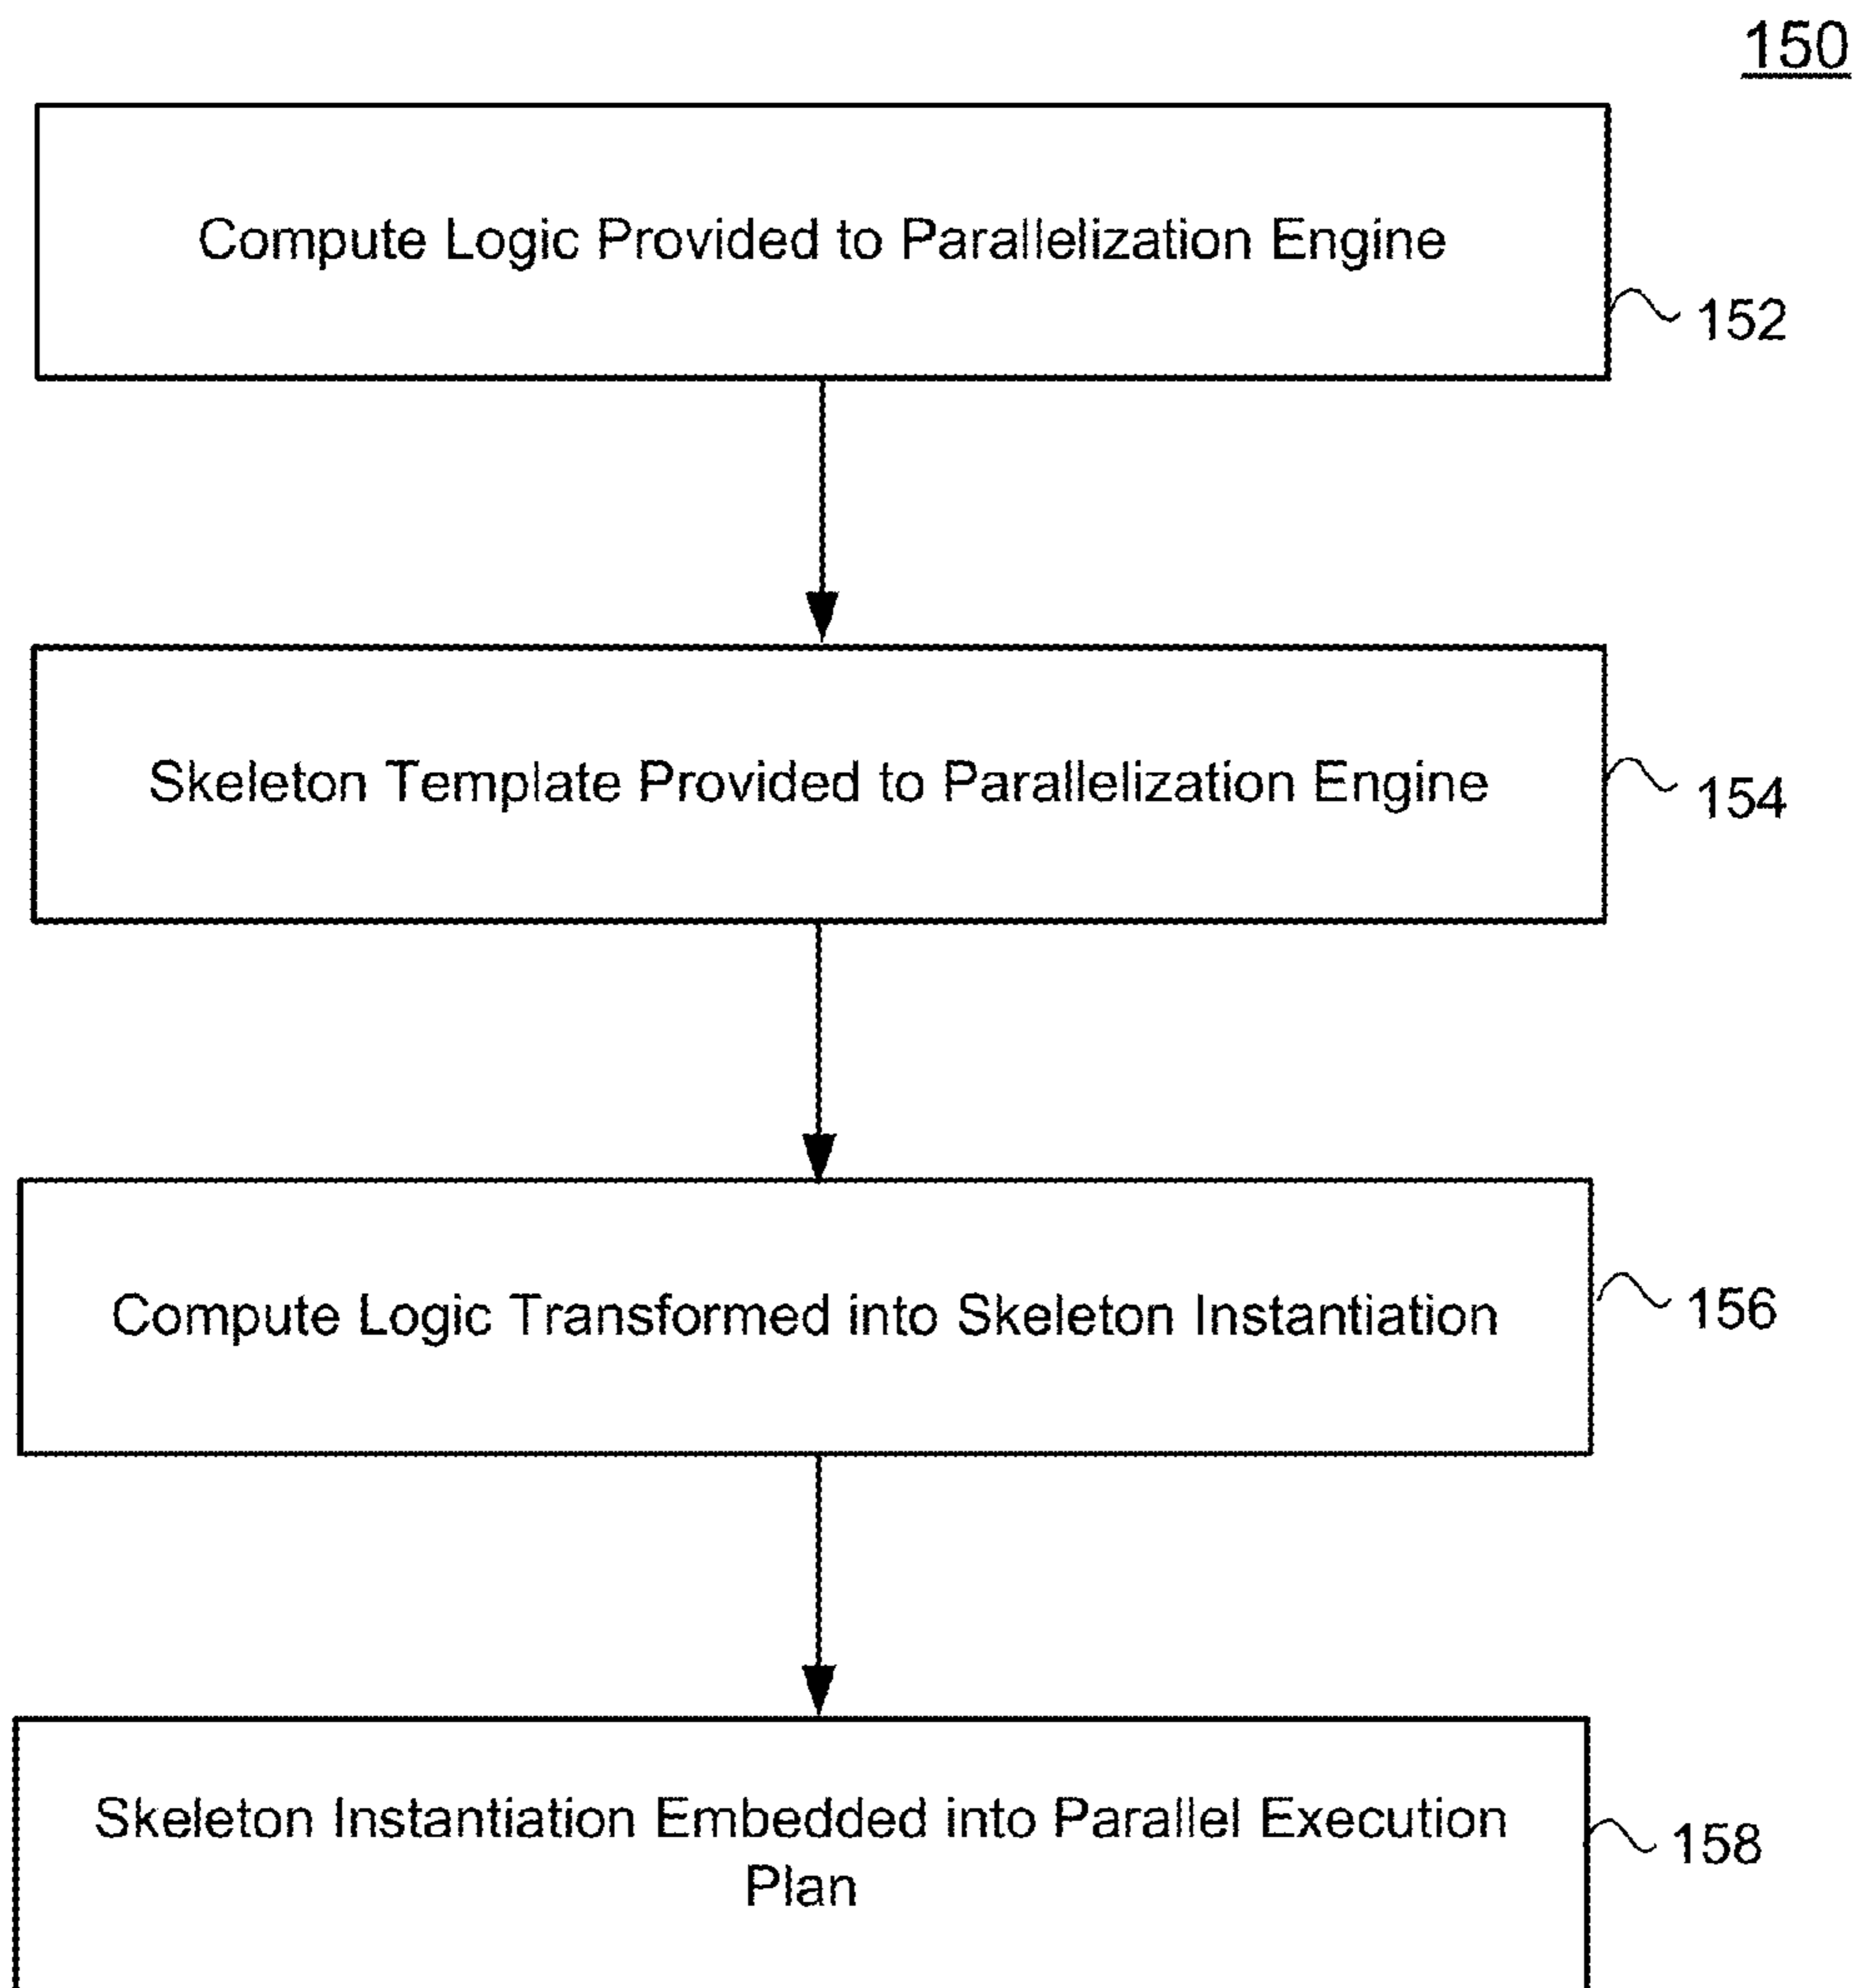 150
Compute Logic Provided to Parallelization Engine
152
Skeleton Template Provided to Parallelization Engine
154
Compute Logic Transformed into Skeleton Instantiation
156
Skeleton Instantiation Embedded into Parallel Execution
Plan
158